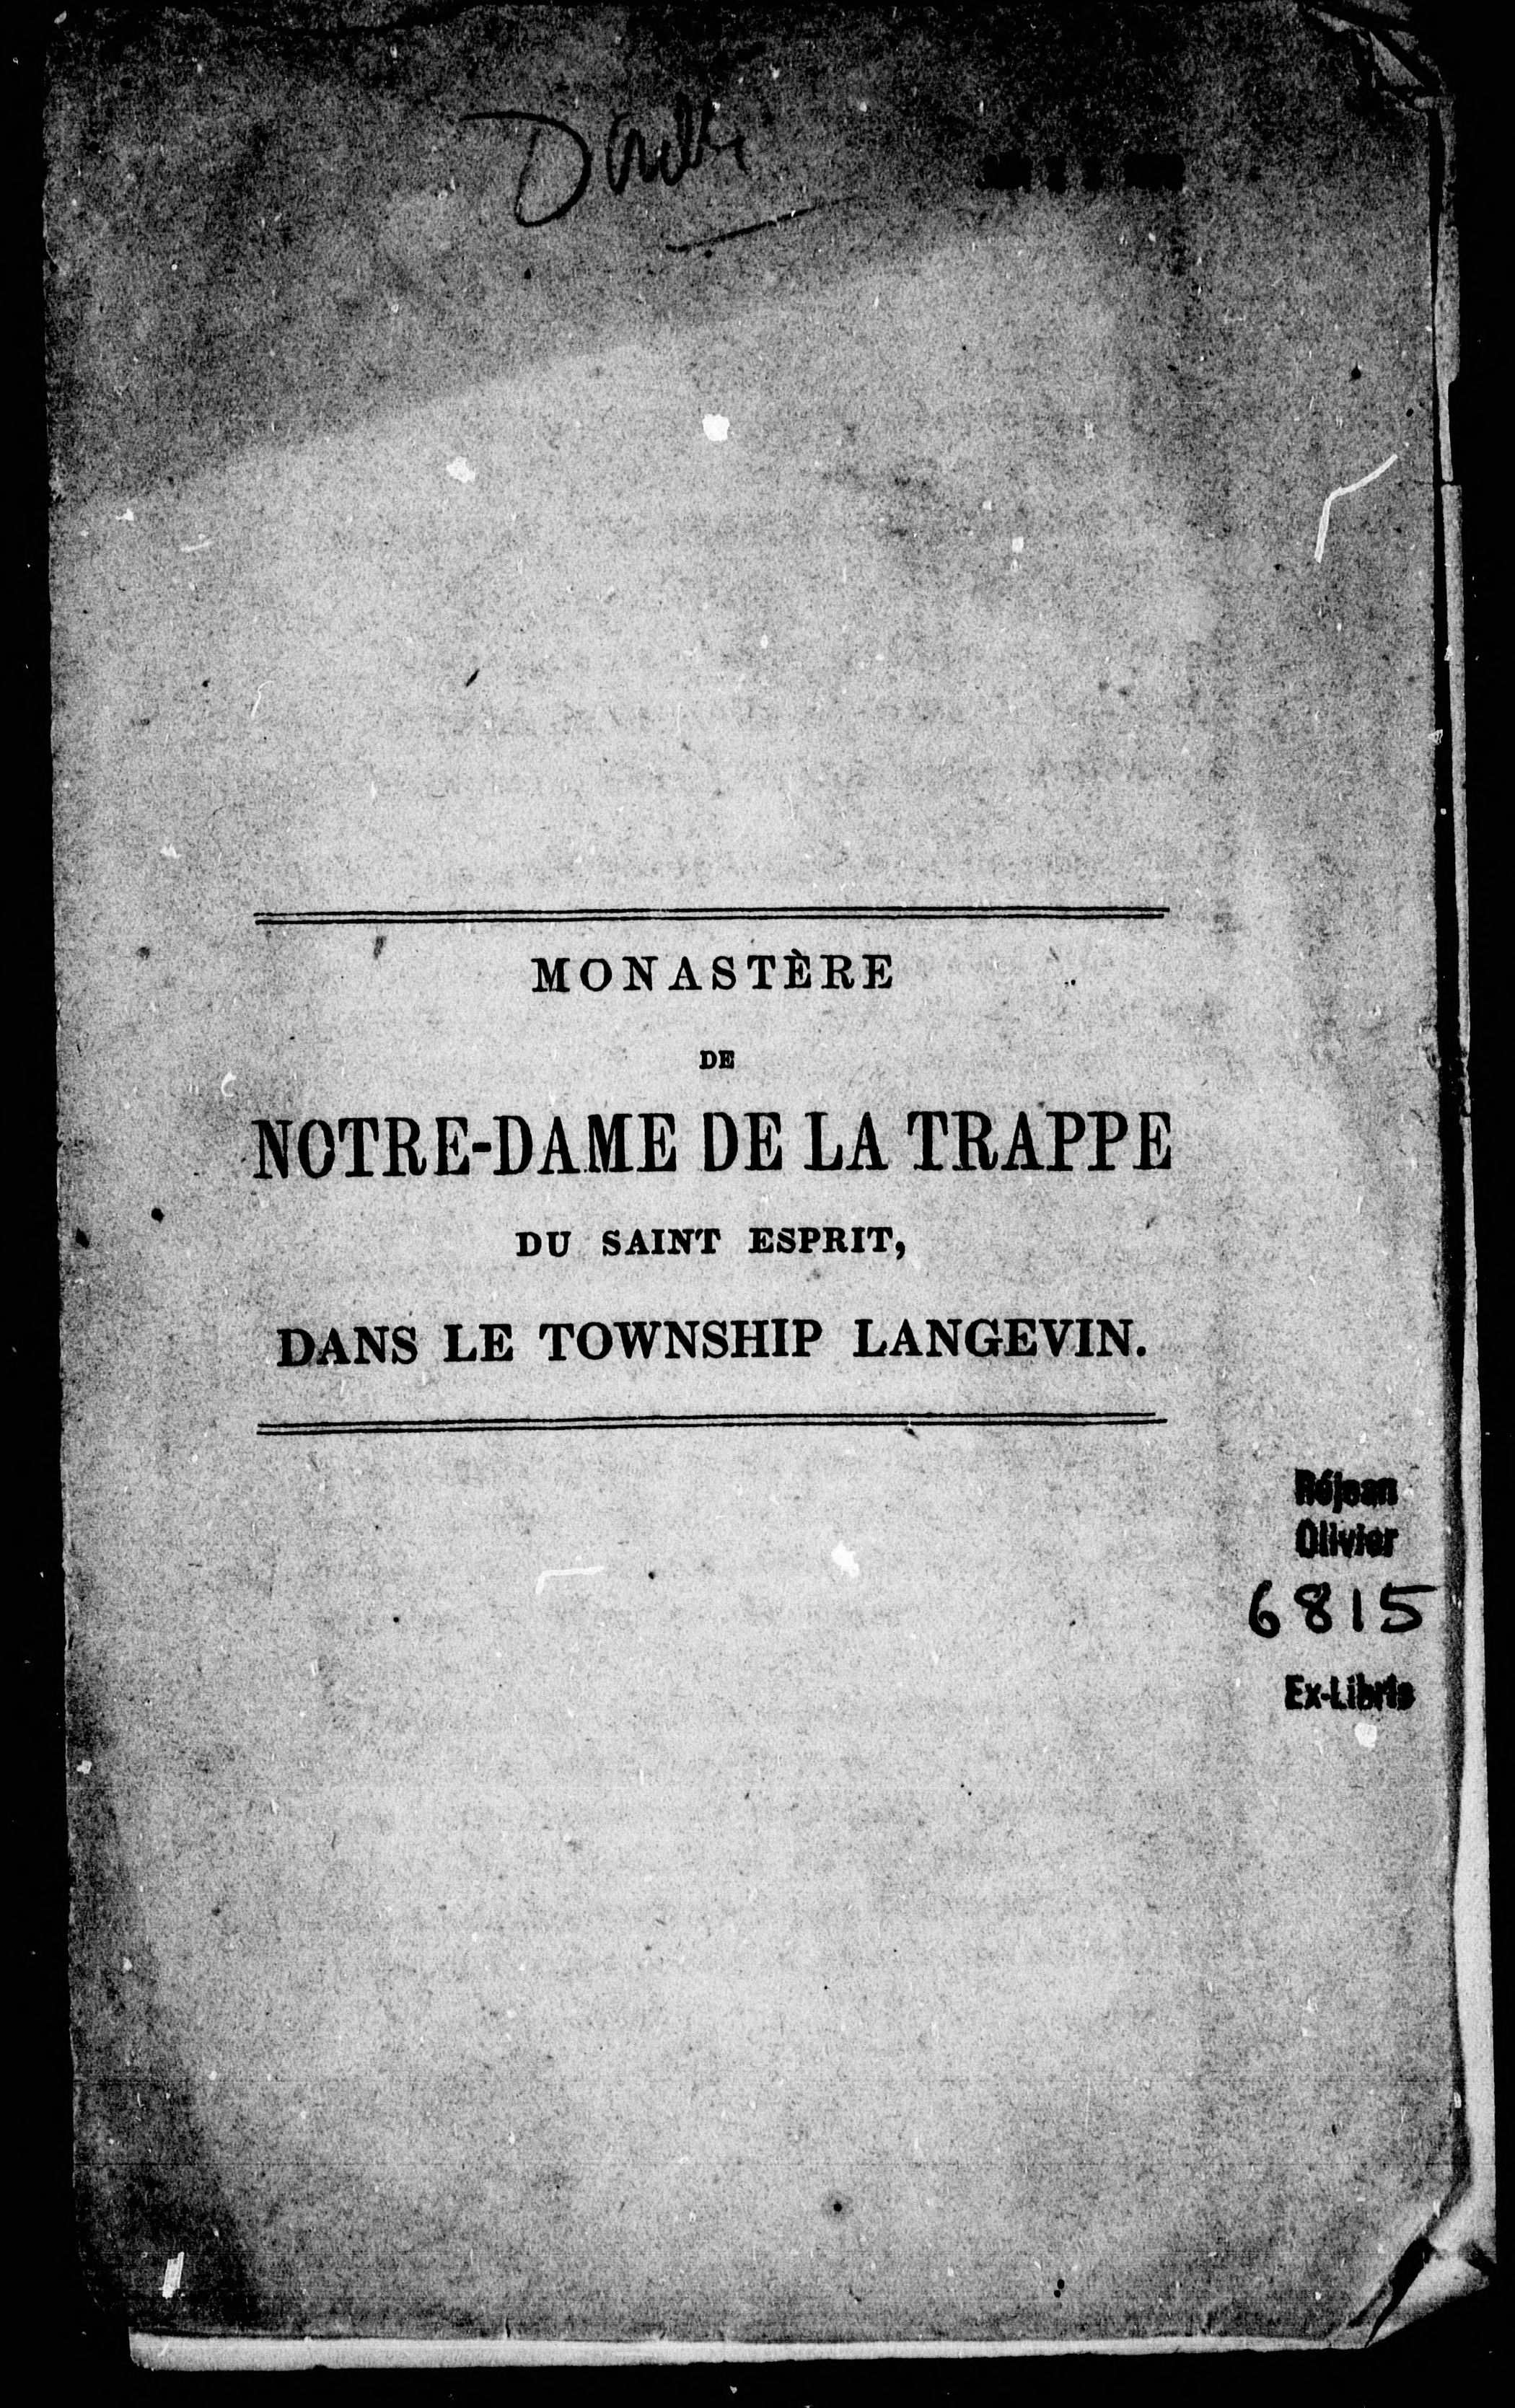 MONASTÈRE
DE
NOTRE-DAME DE LA TRAPPE
DU SAINT ESPRIT,
DANS LE TOWNSHIP LANGEVIN.
Réjean
Olivier
6815
Ex-Libris